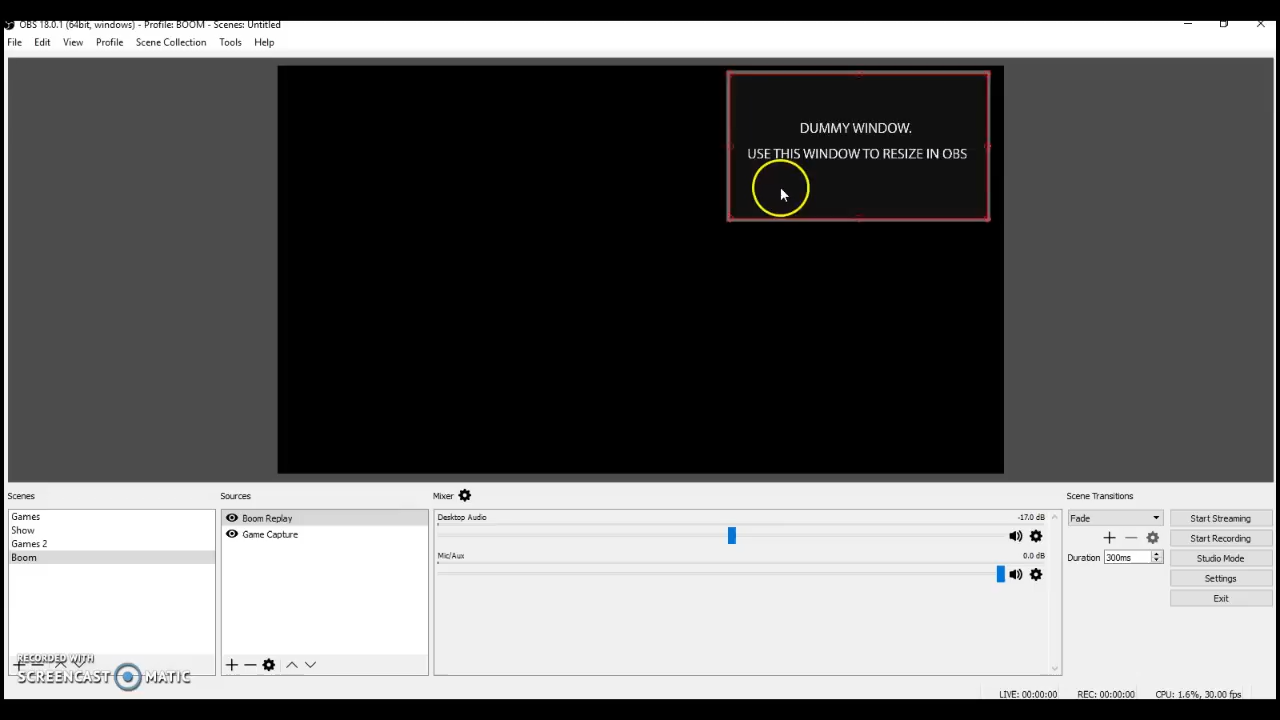 OBS 18.0.1 (64bit, windows) - Profile: BOOM - Scenes: Untitled
File Edit View Profile Scene Collection Tools Help
DUMMY WINDOW.
USE THIS WINDOW TO RESIZE IN OBS
Scenes
Games
Show
Games 2
Boom
Sources
Boom Replay
Game Capture
Mixer
Desktop Audio -17.0 dB
Mic/Aux 0.0 dB
Scene Transitions
Fade
Duration 300ms
Start Streaming
Start Recording
Studio Mode
Settings
Exit
RECORDED WITH
SCREENCAST MATIC
LIVE: 00:00:00 REC: 00:00:00 CPU: 1.6%, 30.00 fps